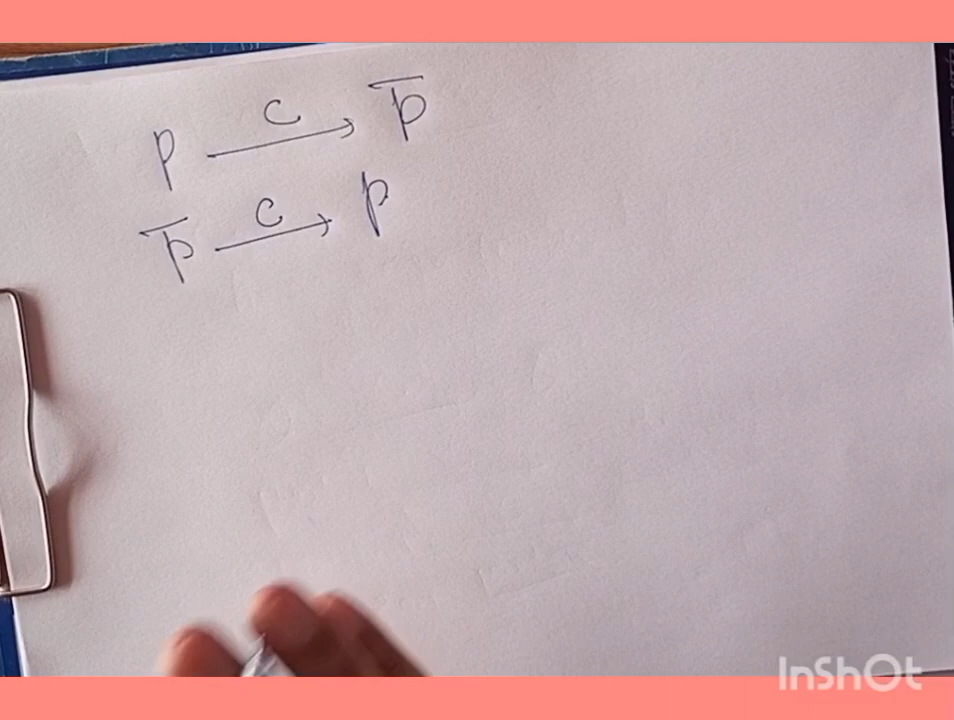 p C → p̅
p̅ C → p
InShOt